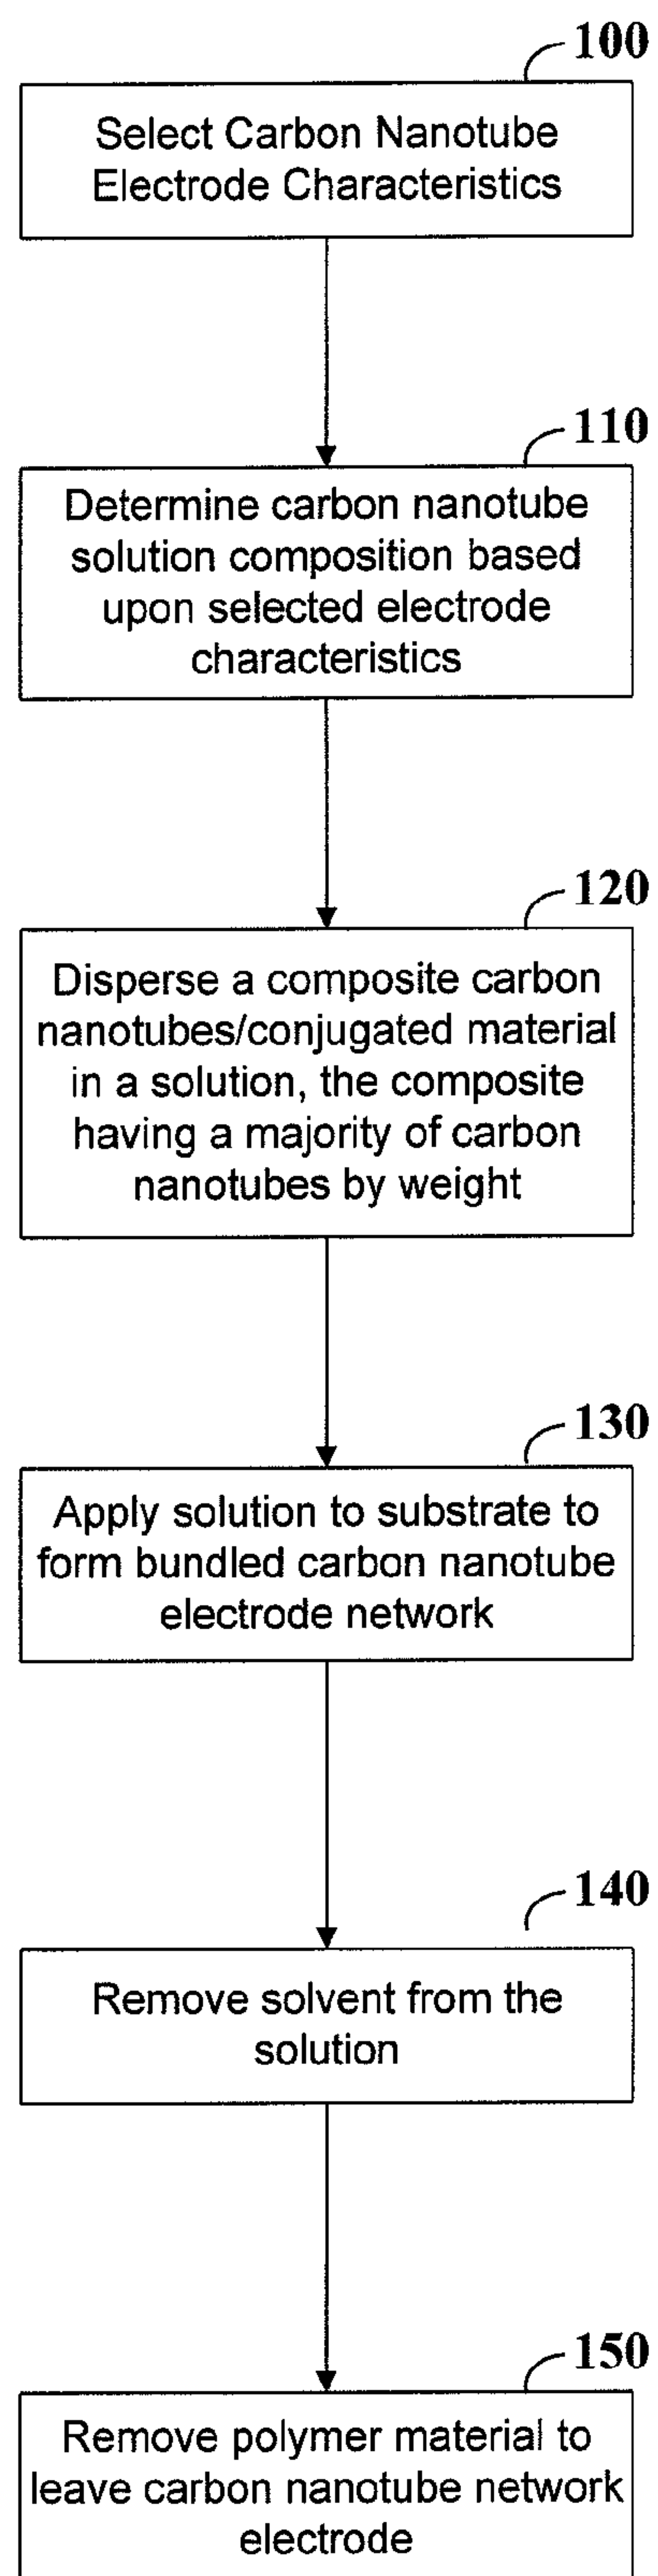 100
Select Carbon Nanotube
Electrode Characteristics
110
Determine carbon nanotube
solution composition based
upon selected electrode
characteristics
120
Disperse a composite carbon
nanotubes/conjugated material
in a solution, the composite
having a majority of carbon
nanotubes by weight
130
Apply solution to substrate to
form bundled carbon nanotube
electrode network
140
Remove solvent from the
solution
150
Remove polymer material to
leave carbon nanotube network
electrode